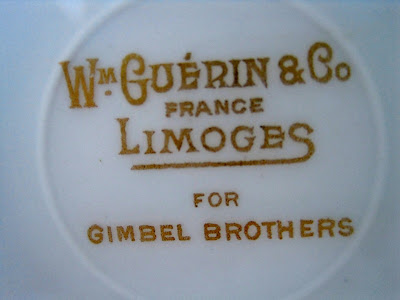 Wm GUÉRIN & Co
FRANCE
LIMOGES
FOR
GIMBEL BROTHERS